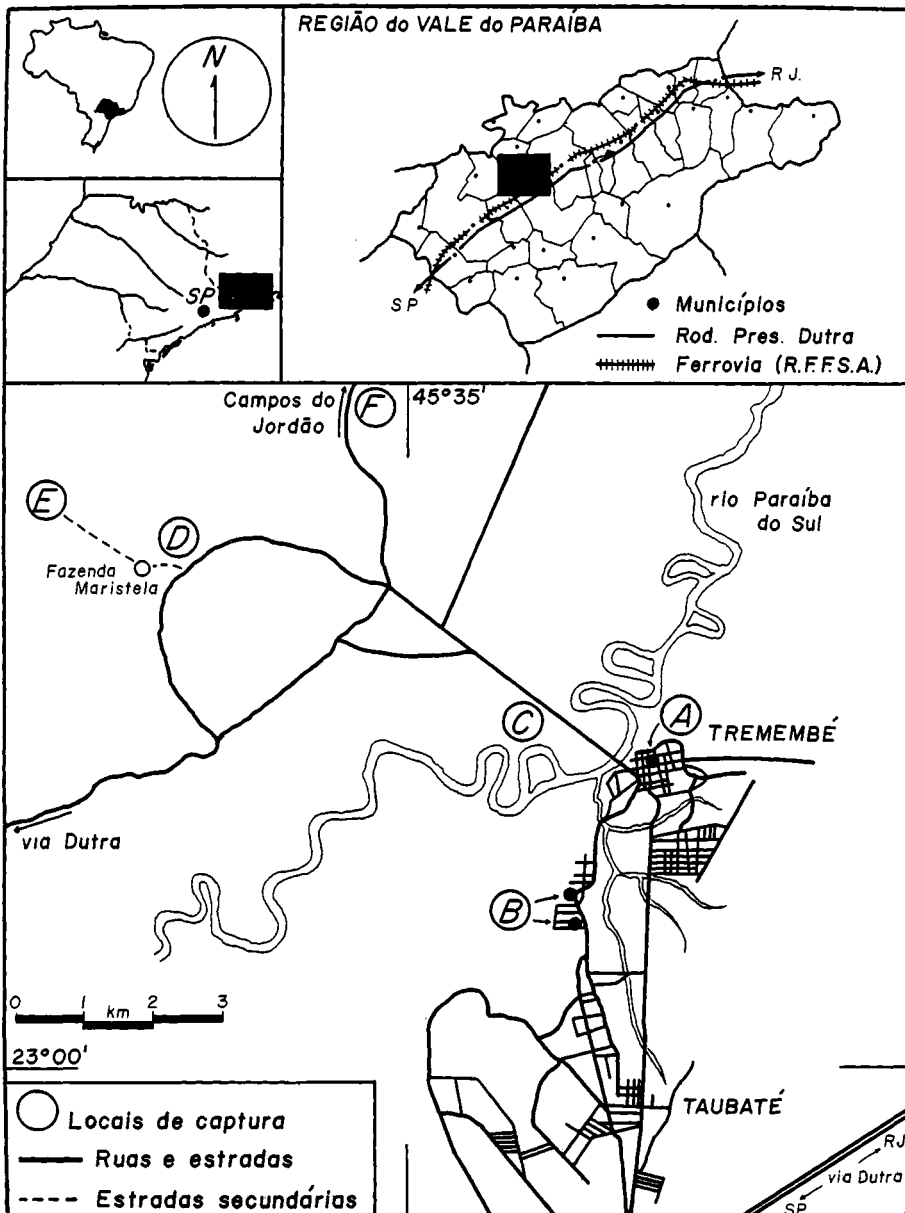 N
REGIÃO do VALE do PARAÍBA
R J.
SP
SP
Municípios
Rod. Pres. Dutra
Ferrovia (R.F.F.S.A.)
Campos do
Jordão
F
45°35'
E
D
Fazenda
Maristela
rio Paraíba
do Sul
C
A
TREMEMBÉ
via Dutra
B
0 1 2 3
km
23°00'
TAUBATÉ
Locais de captura
Ruas e estradas
Estradas secundárias
RJ
via Dutra
SP